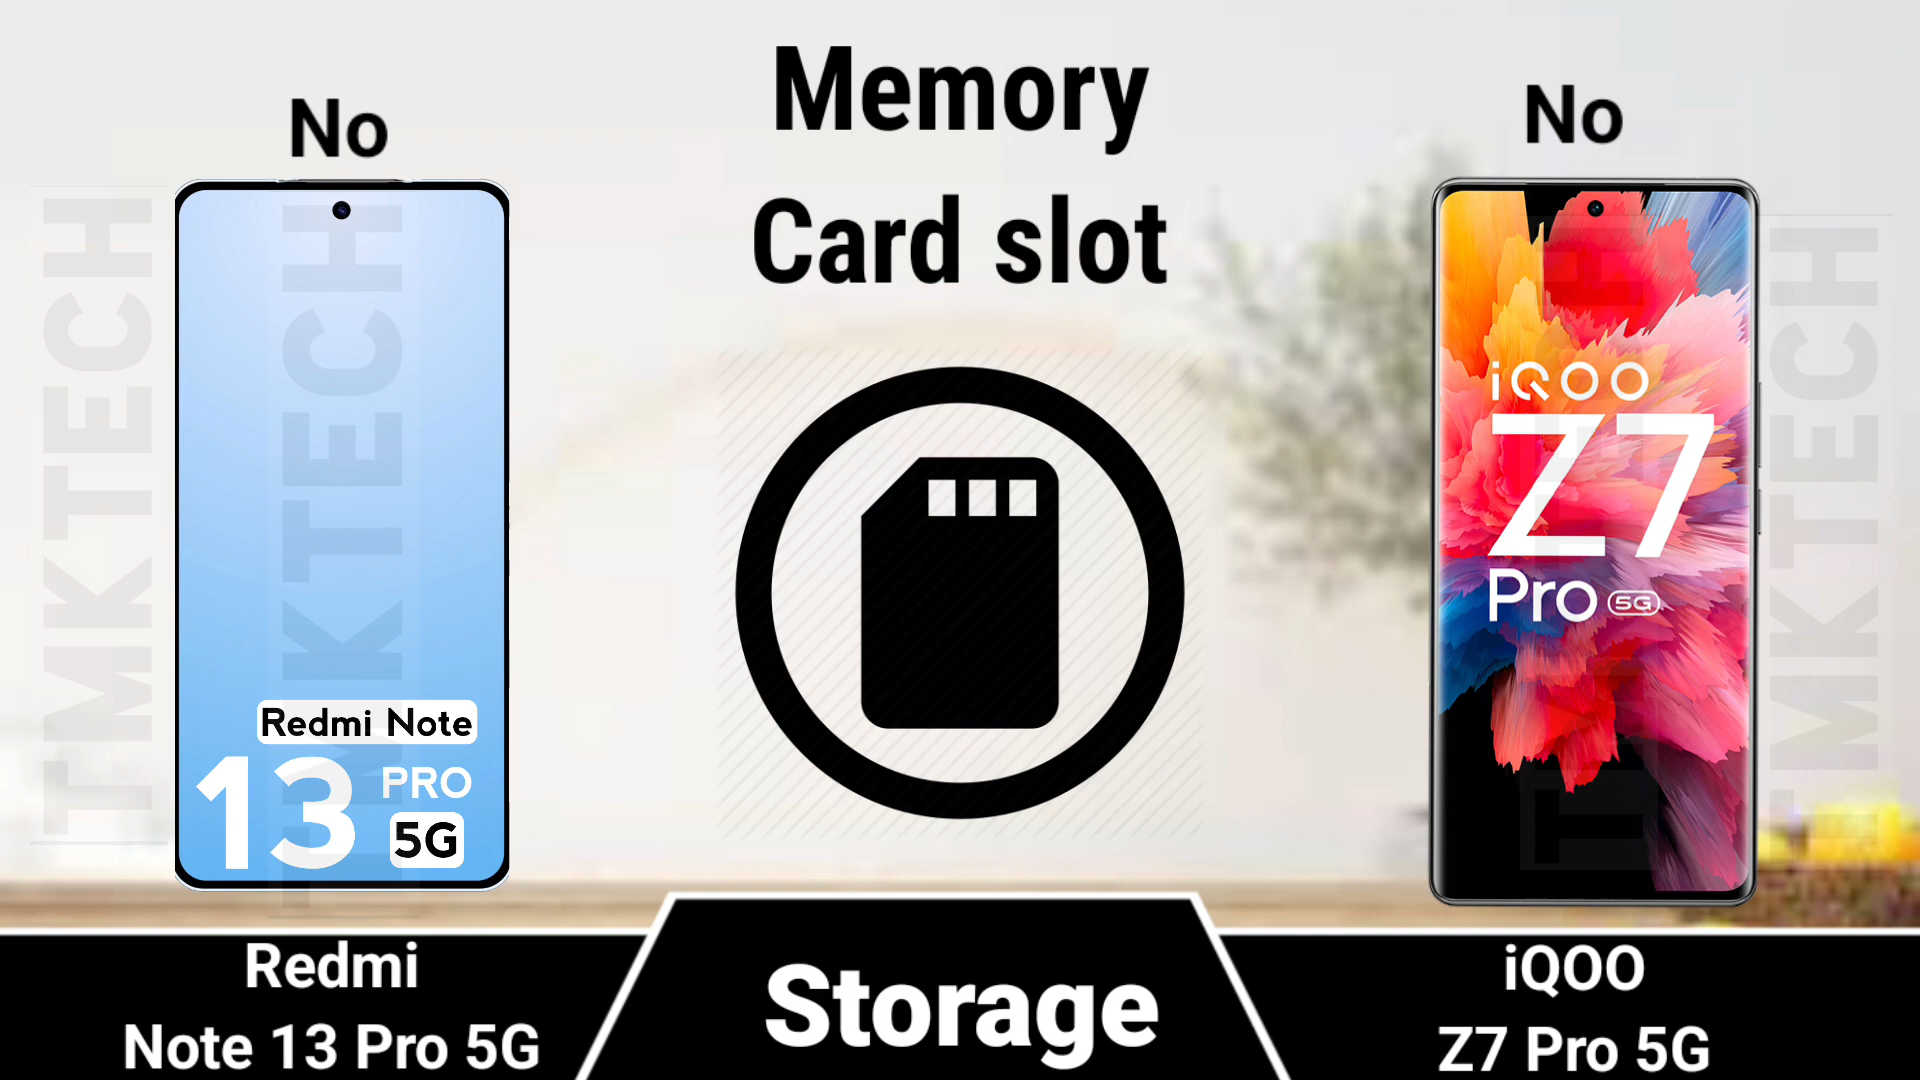 Memory
Card slot
No
No
TMKTECH
TMKTECH
Redmi Note
13 PRO
5G
iQOO
Z7
Pro 5G
TMKTECH
TMKTECH
Redmi
Note 13 Pro 5G
Storage
iQOO
Z7 Pro 5G